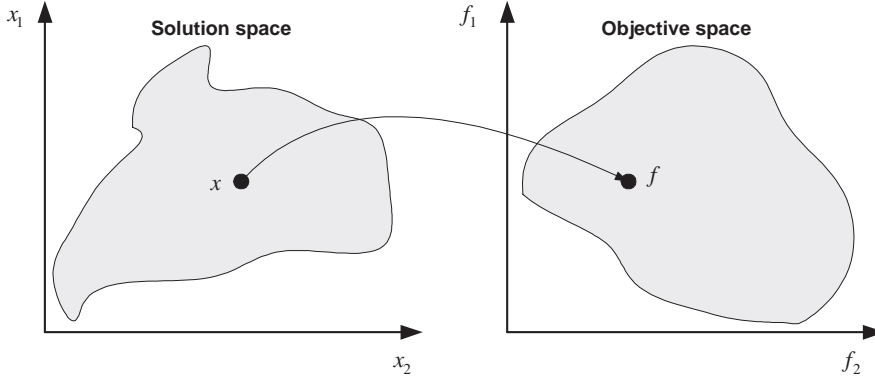 x₁
Solution space
x
x₂
f₁
Objective space
f
f₂